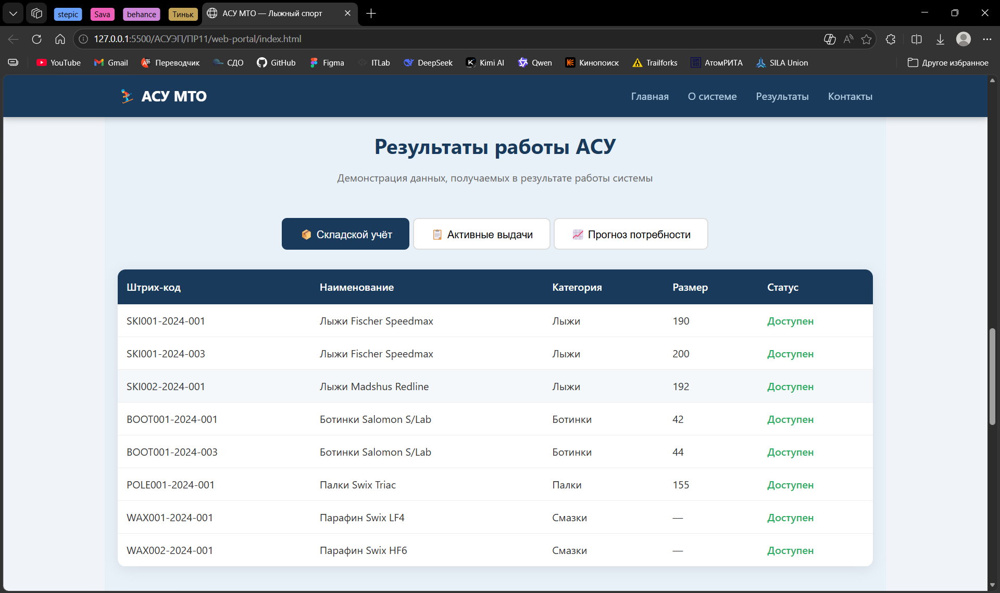 stepic
Sava
behance
Тиньк
АСУ МТО — Лыжный спорт
127.0.0.1:5500/АСУЭП/ПР11/web-portal/index.html
YouTube
Gmail
Переводчик
СДО
GitHub
Figma
ITLab
DeepSeek
Kimi AI
Qwen
Кинопоиск
Trailforks
АтомРИТА
SILA Union
Другое избранное
АСУ МТО
Главная
О системе
Результаты
Контакты
Результаты работы АСУ
Демонстрация данных, получаемых в результате работы системы
Складской учёт
Активные выдачи
Прогноз потребности
Штрих-код Наименование Категория Размер Статус
SKI001-2024-001 Лыжи Fischer Speedmax Лыжи 190 Доступен
SKI001-2024-003 Лыжи Fischer Speedmax Лыжи 200 Доступен
SKI002-2024-001 Лыжи Madshus Redline Лыжи 192 Доступен
BOOT001-2024-001 Ботинки Salomon S/Lab Ботинки 42 Доступен
BOOT001-2024-003 Ботинки Salomon S/Lab Ботинки 44 Доступен
POLE001-2024-001 Палки Swix Triac Палки 155 Доступен
WAX001-2024-001 Парафин Swix LF4 Смазки — Доступен
WAX002-2024-001 Парафин Swix HF6 Смазки — Доступен